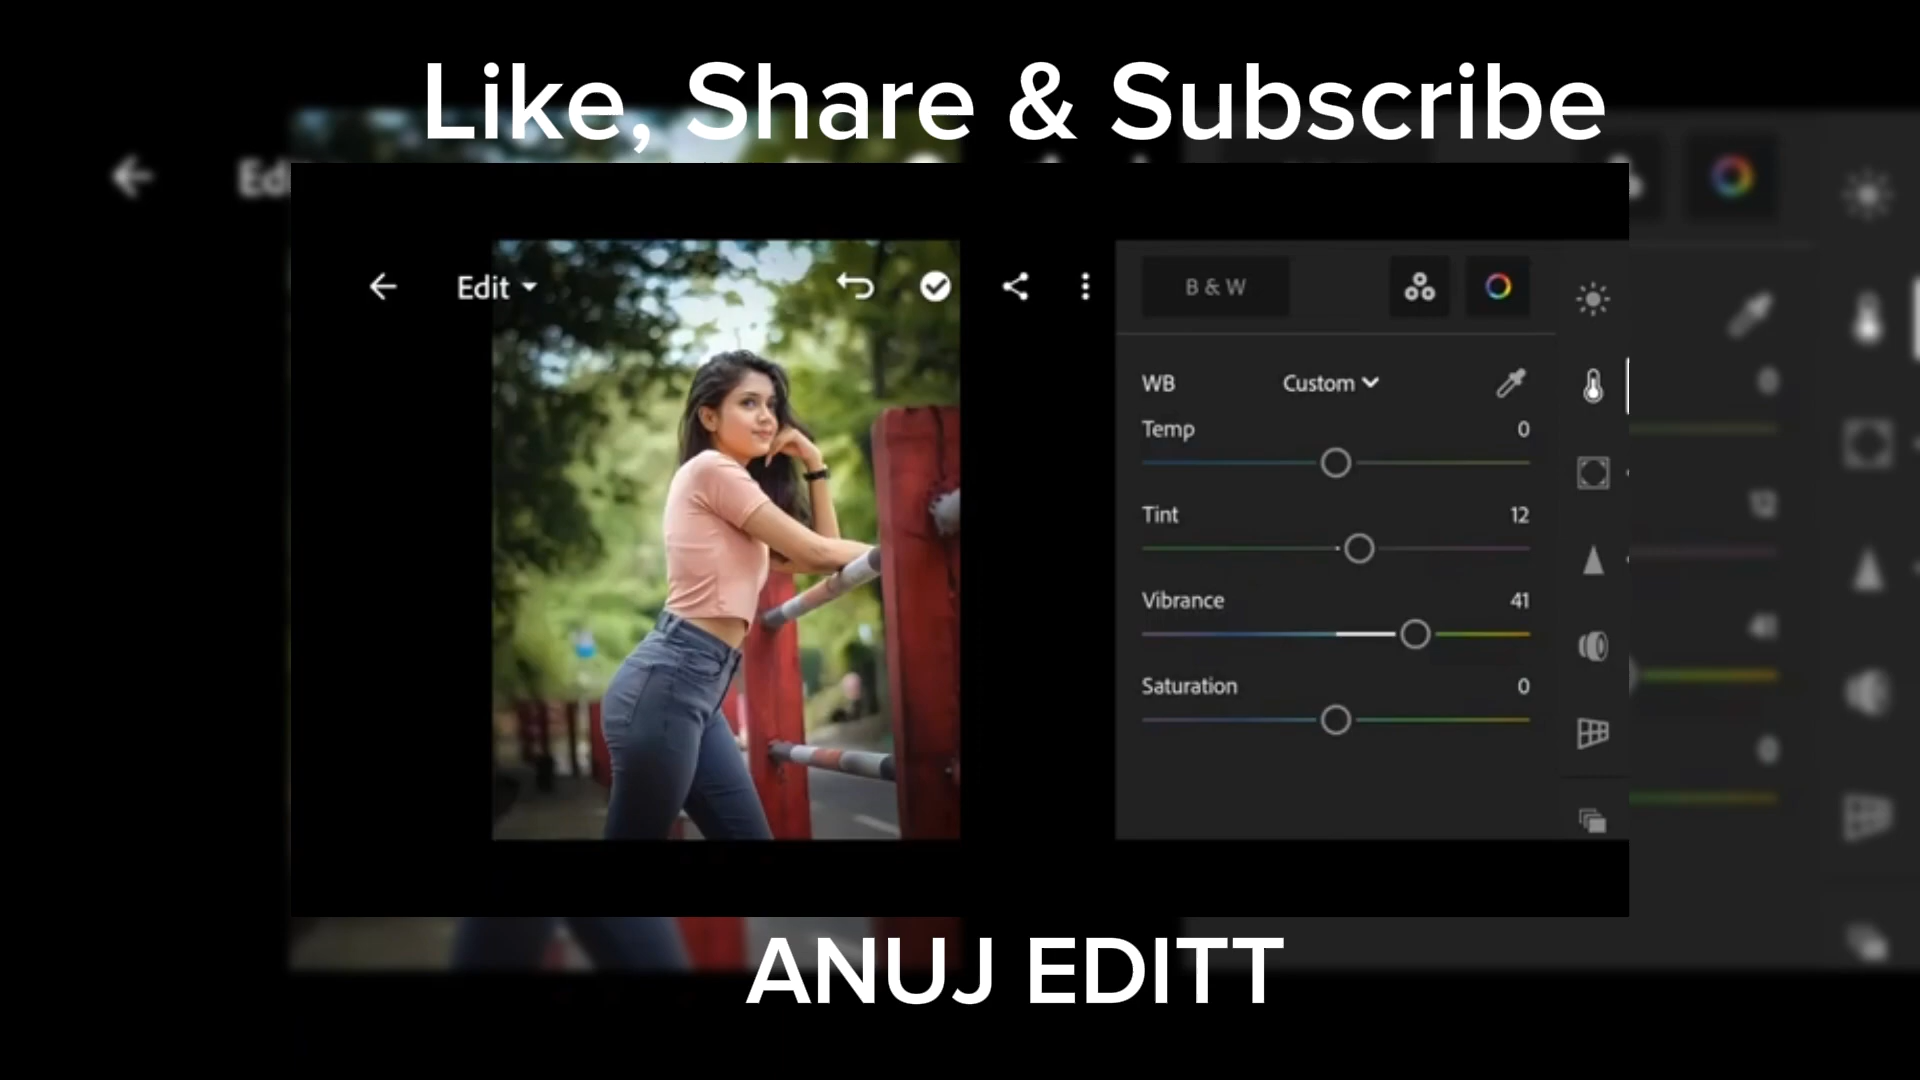 Like, Share & Subscribe
Edit
B & W
WB Custom
Temp 0
Tint 12
Vibrance 41
Saturation 0
ANUJ EDITT